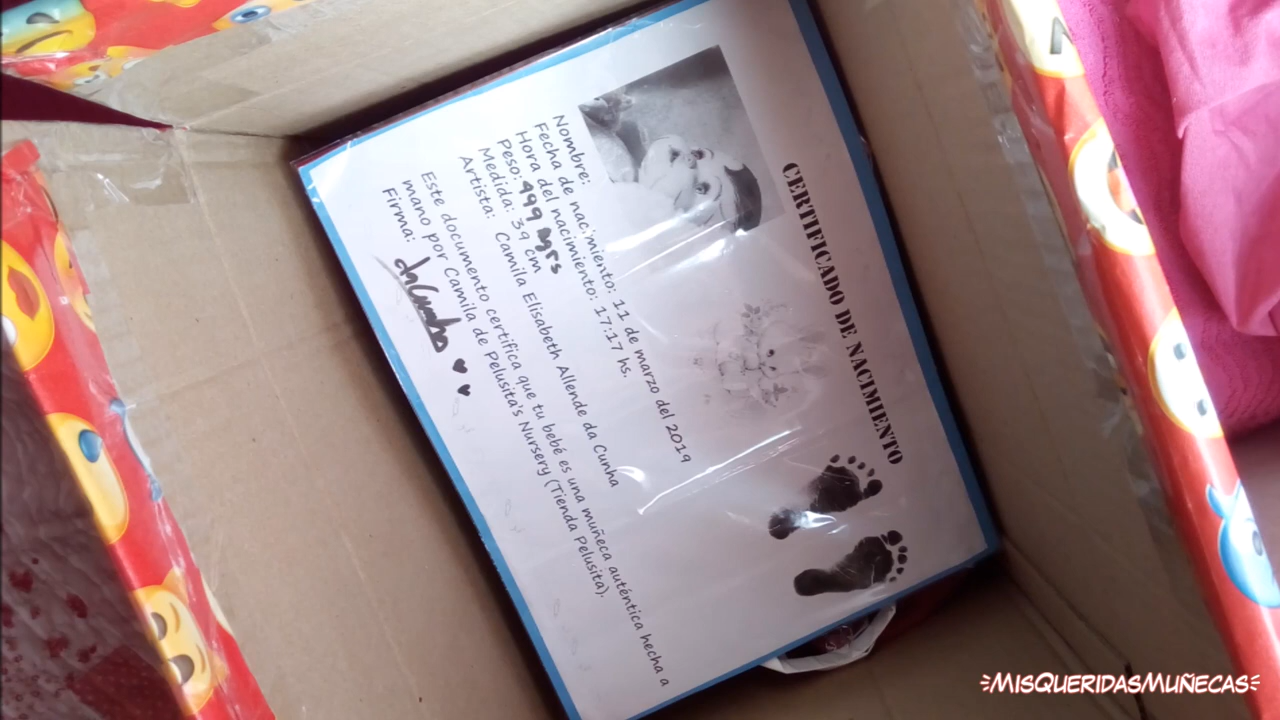 CERTIFICADO DE NACIMIENTO
Nombre:
Fecha de nacimiento: 11 de marzo del 2019
Hora del nacimiento: 17:17 hs.
Peso: 999 grs
Medida: 39 cm
Artista: Camila Elisabeth Allende da Cunha
Este documento certifica que tu bebé es una muñeca auténtica hecha a
mano por Camila de Pelusita's Nursery (Tienda Pelusita).
Firma: daCunha
MISQUERIDASMUÑECAS